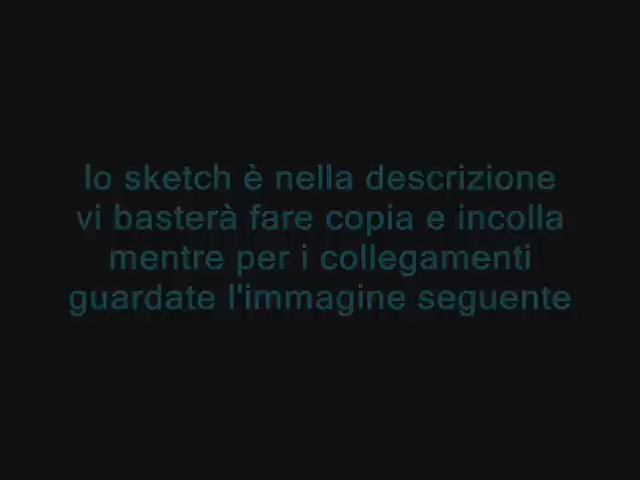 lo sketch è nella descrizione
vi basterà fare copia e incolla
mentre per i collegamenti
guardate l'immagine seguente